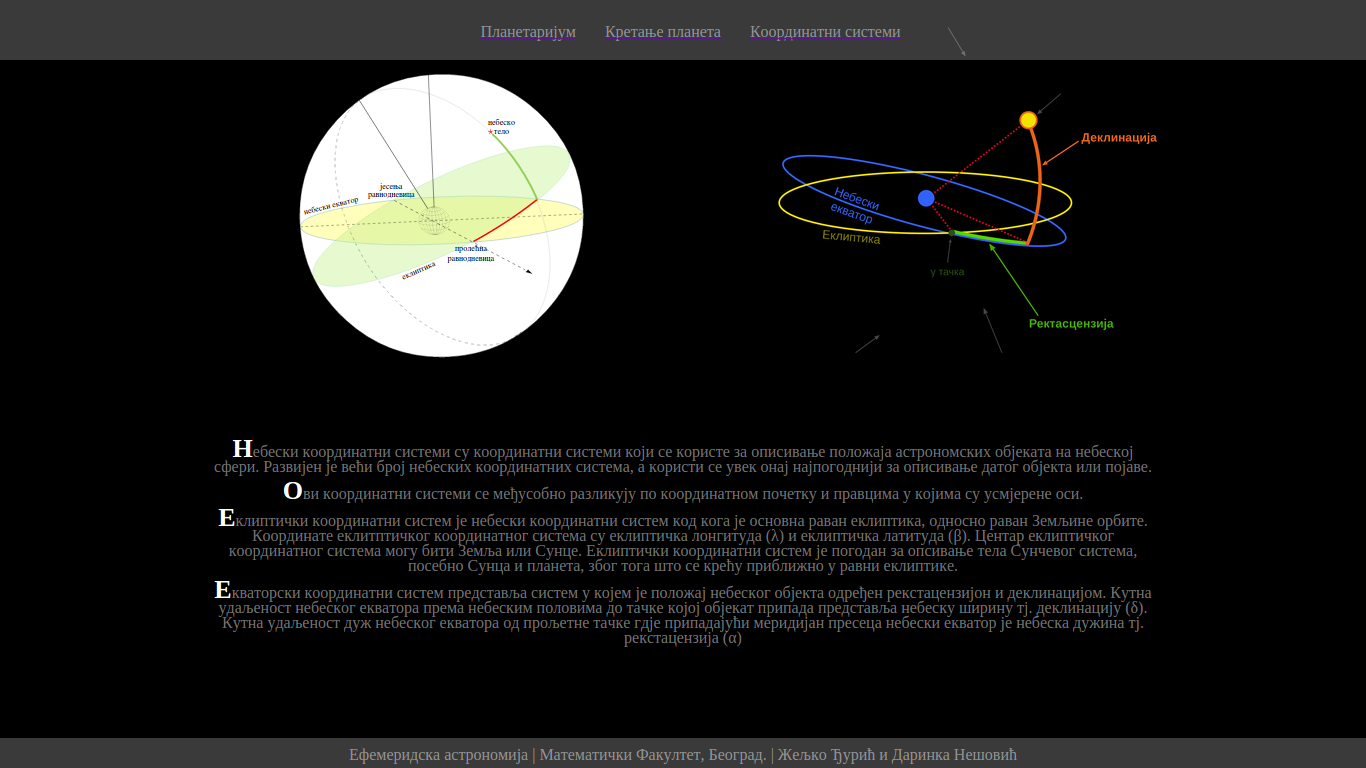 Планетаријум Кретање планета Координатни системи
небеско
тело
јесења
равнодневица
небески екватор
пролећна
равнодневица
еклиптика
Деклинација
Небески
екватор
Еклиптика
γ тачка
Ректасцензија
Небески координатни системи су координатни системи који се користе за описивање положаја астрономских објеката на небеској
сфери. Развијен је већи број небеских координатних система, а користи се увек онај најпогоднији за описивање датог објекта или појаве.
Ови координатни системи се међусобно разликују по координатном почетку и правцима у којима су усмјерене оси.
Еклиптички координатни систем је небески координатни систем код кога је основна раван еклиптика, односно раван Земљине орбите.
Координате еклитптичког координатног система су еклиптичка лонгитуда (λ) и еклиптичка латитуда (β). Центар еклиптичког
координатног система могу бити Земља или Сунце. Еклиптички координатни систем је погодан за опсивање тела Сунчевог система,
посебно Сунца и планета, због тога што се крећу приближно у равни еклиптике.
Екваторски координатни систем представља систем у којем је положај небеског објекта одређен рекстацензијон и деклинацијом. Кутна
удаљеност небеског екватора према небеским половима до тачке којој објекат припада представља небеску ширину тј. деклинацију (δ).
Кутна удаљеност дуж небеског екватора од прољетне тачке гдје припадајући меридијан пресеца небески екватор је небеска дужина тј.
рекстаценија (α)
Ефемеридска астрономија | Математички Факултет, Београд. | Жељко Ђурић и Даринка Нешовић